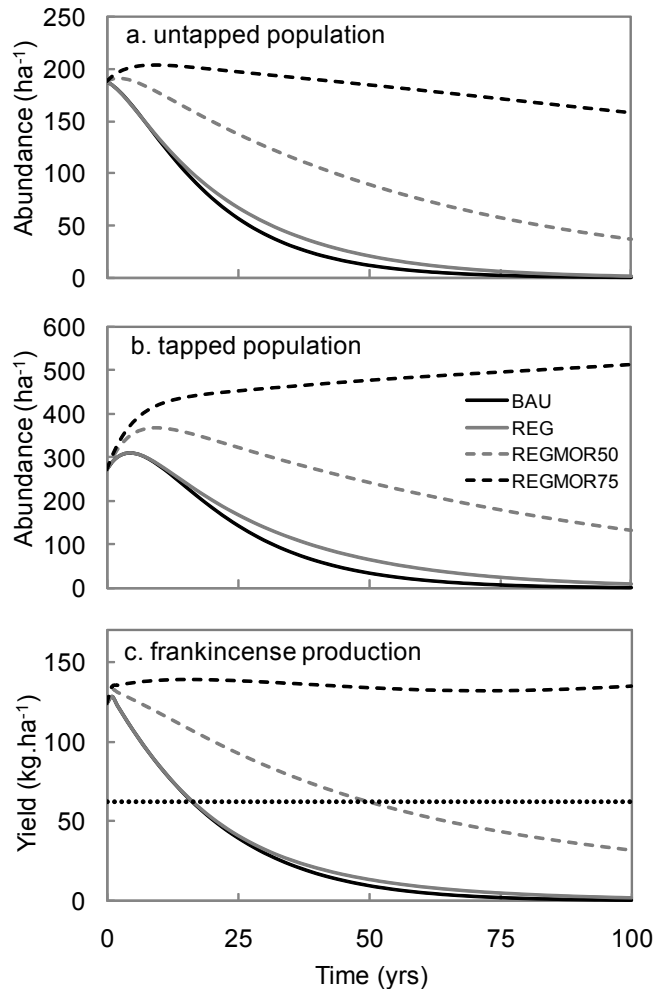 a. untapped population
Abundance (ha⁻¹)
250
200
150
100
50
0
b. tapped population
Abundance (ha⁻¹)
600
500
400
300
200
100
0
BAU
REG
REGMOR50
REGMOR75
c. frankincense production
Yield (kg.ha⁻¹)
150
100
50
0
0 25 50 75 100
Time (yrs)